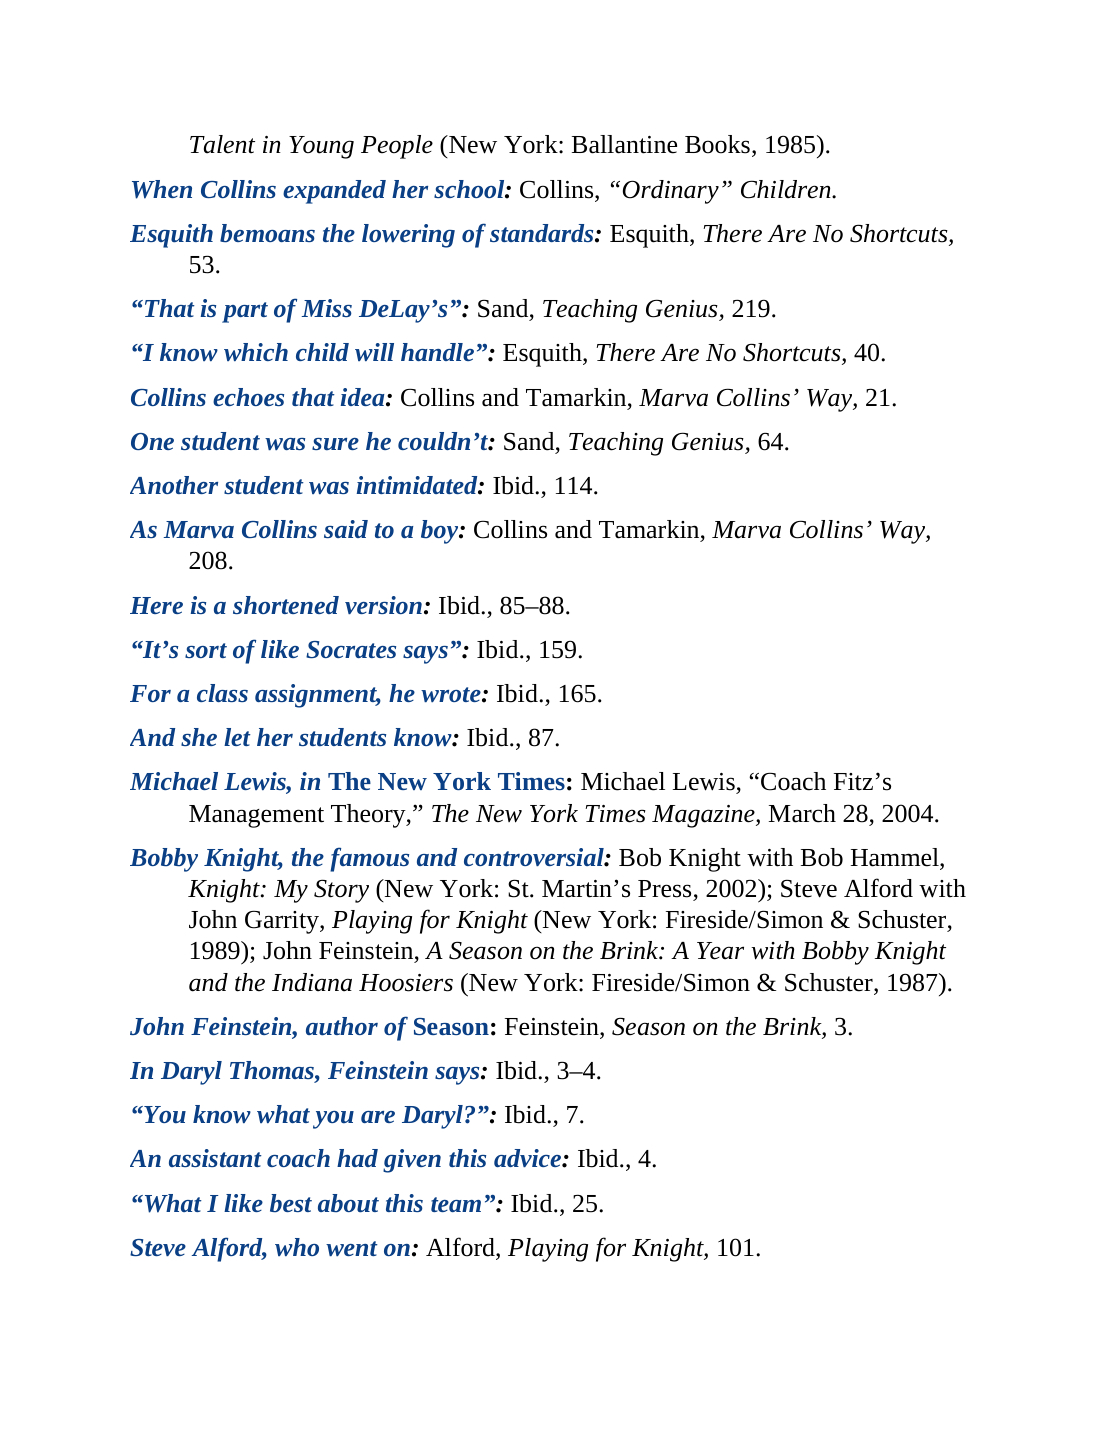 Talent in Young People (New York: Ballantine Books, 1985).
When Collins expanded her school: Collins, “Ordinary” Children.
Esquith bemoans the lowering of standards: Esquith, There Are No Shortcuts,
53.
“That is part of Miss DeLay’s”: Sand, Teaching Genius, 219.
“I know which child will handle”: Esquith, There Are No Shortcuts, 40.
Collins echoes that idea: Collins and Tamarkin, Marva Collins’ Way, 21.
One student was sure he couldn’t: Sand, Teaching Genius, 64.
Another student was intimidated: Ibid., 114.
As Marva Collins said to a boy: Collins and Tamarkin, Marva Collins’ Way,
208.
Here is a shortened version: Ibid., 85–88.
“It’s sort of like Socrates says”: Ibid., 159.
For a class assignment, he wrote: Ibid., 165.
And she let her students know: Ibid., 87.
Michael Lewis, in The New York Times: Michael Lewis, “Coach Fitz’s
Management Theory,” The New York Times Magazine, March 28, 2004.
Bobby Knight, the famous and controversial: Bob Knight with Bob Hammel,
Knight: My Story (New York: St. Martin’s Press, 2002); Steve Alford with
John Garrity, Playing for Knight (New York: Fireside/Simon & Schuster,
1989); John Feinstein, A Season on the Brink: A Year with Bobby Knight
and the Indiana Hoosiers (New York: Fireside/Simon & Schuster, 1987).
John Feinstein, author of Season: Feinstein, Season on the Brink, 3.
In Daryl Thomas, Feinstein says: Ibid., 3–4.
“You know what you are Daryl?”: Ibid., 7.
An assistant coach had given this advice: Ibid., 4.
“What I like best about this team”: Ibid., 25.
Steve Alford, who went on: Alford, Playing for Knight, 101.